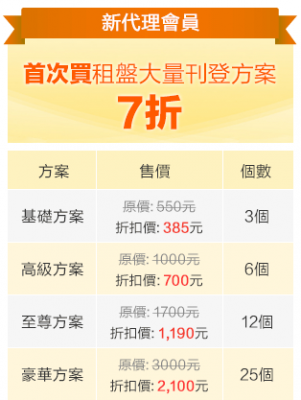 新代理會員
首次買租盤大量刊登方案
7折
方案 售價 個數
基礎方案 原價: 550元 3個
折扣價: 385元
高級方案 原價: 1000元 6個
折扣價: 700元
至尊方案 原價: 1700元 12個
折扣價: 1,190元
豪華方案 原價: 3000元 25個
折扣價: 2,100元